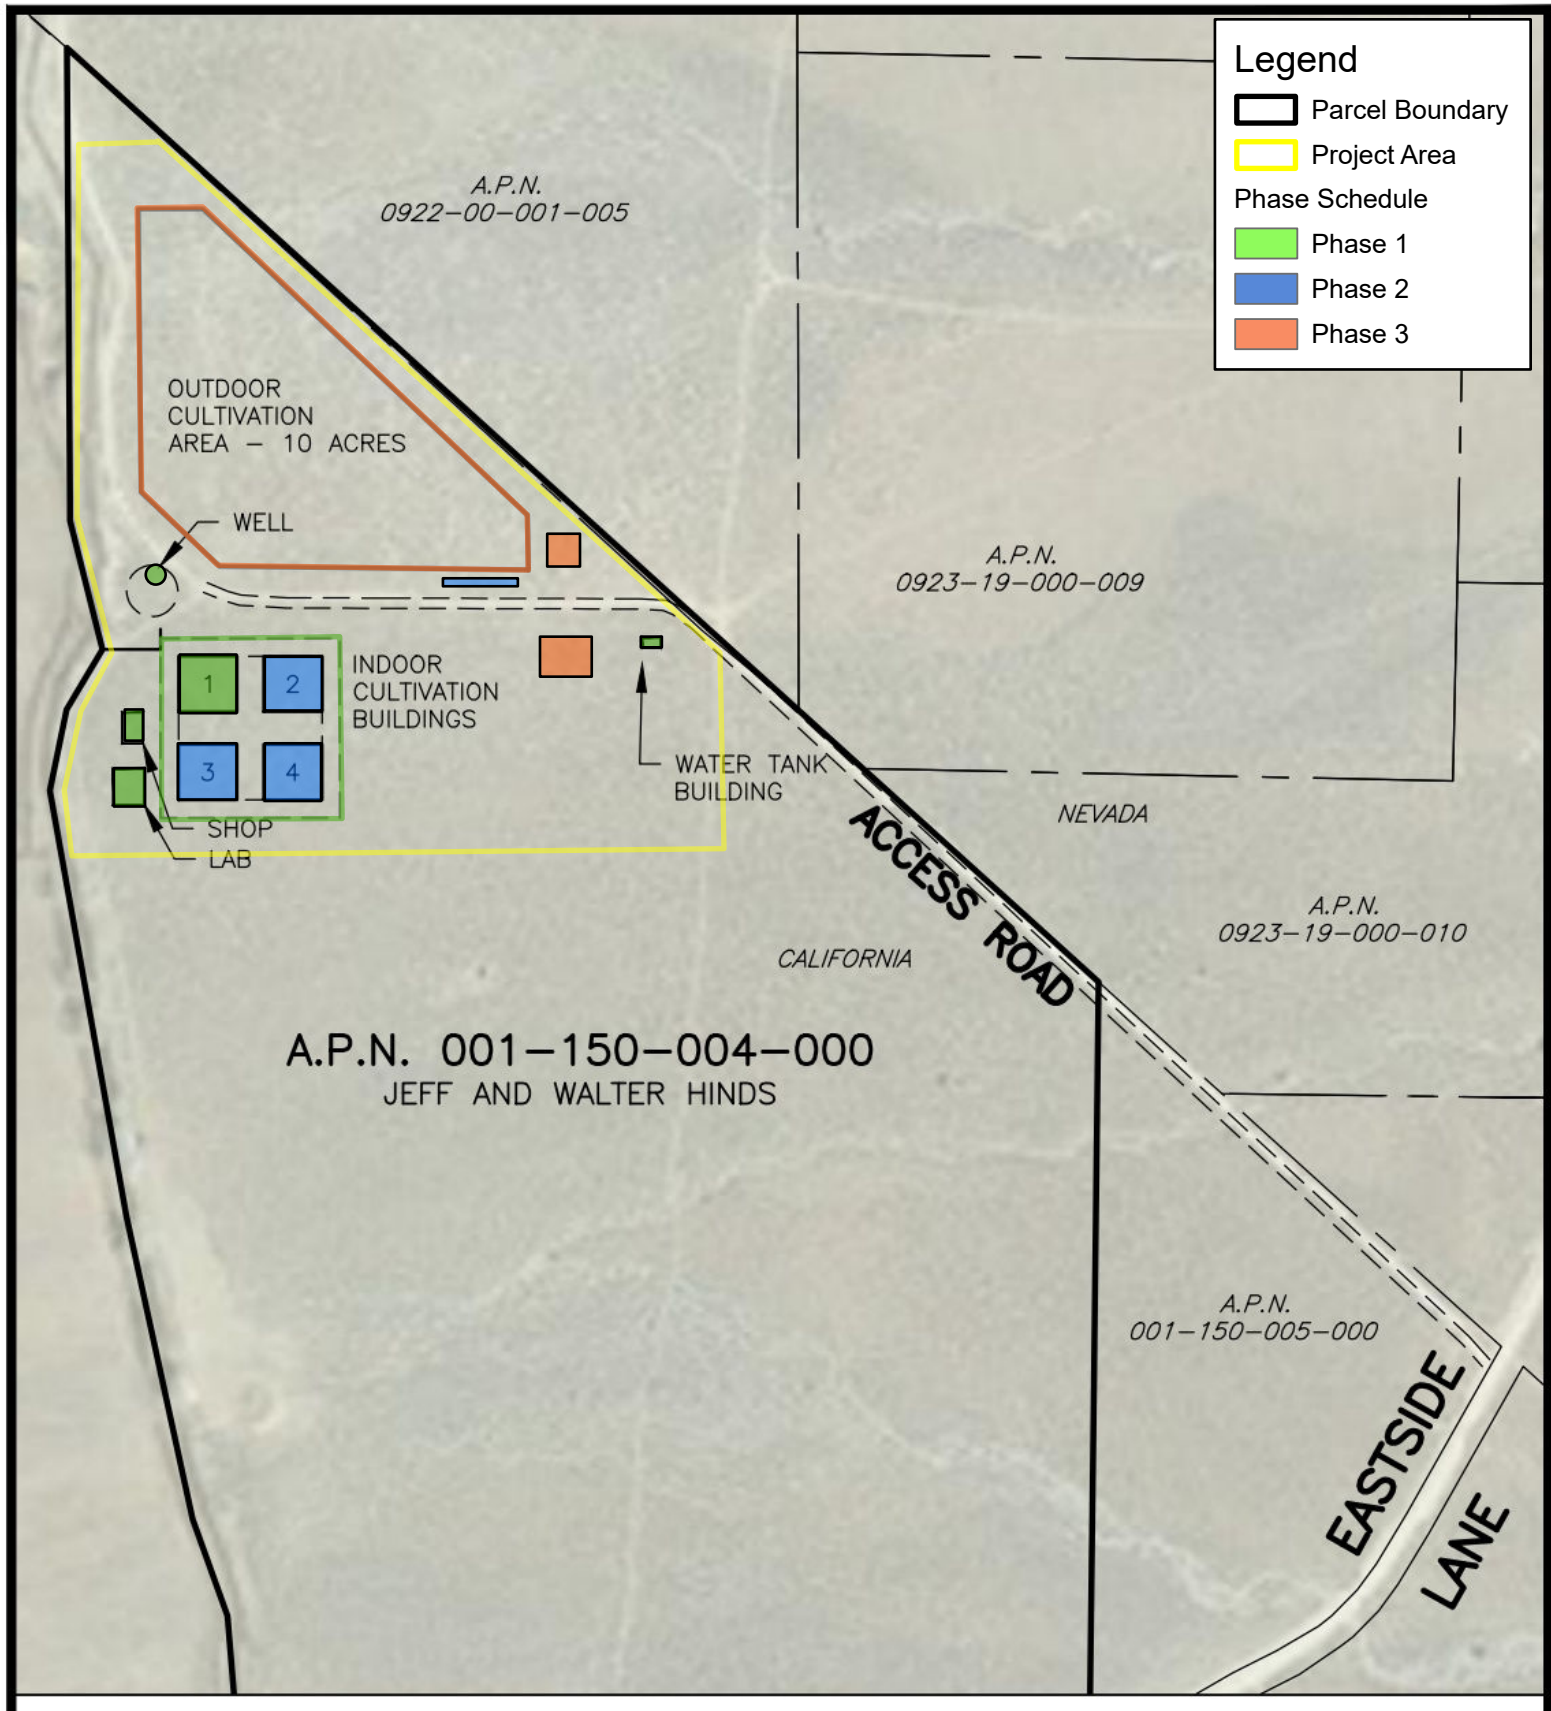 Legend
Parcel Boundary
Project Area
Phase Schedule
Phase 1
Phase 2
Phase 3
A.P.N.
0922-00-001-005
OUTDOOR
CULTIVATION
AREA - 10 ACRES
WELL
A.P.N.
0923-19-000-009
1
2
3
4
INDOOR
CULTIVATION
BUILDINGS
WATER TANK
BUILDING
SHOP
LAB
NEVADA
ACCESS ROAD
CALIFORNIA
A.P.N.
0923-19-000-010
A.P.N. 001-150-004-000
JEFF AND WALTER HINDS
A.P.N.
001-150-005-000
EASTSIDE
LANE